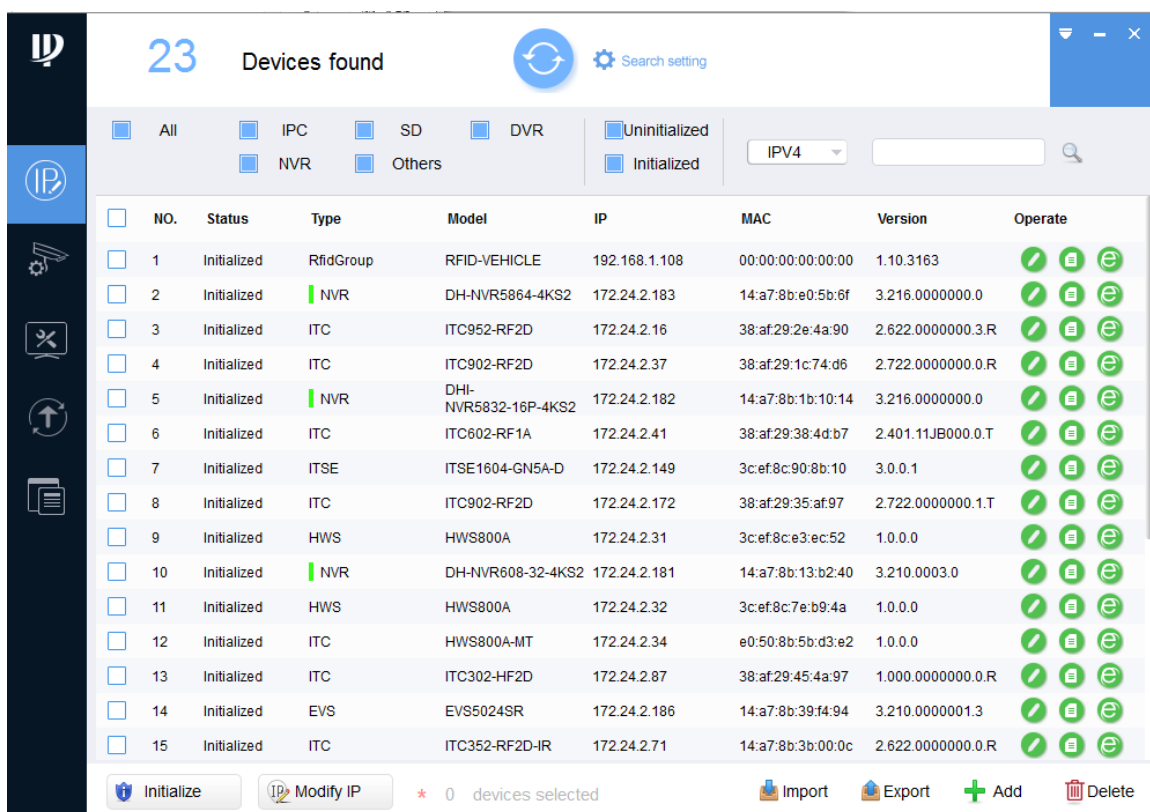 23 Devices found Search setting
All IPC SD DVR Uninitialized
NVR Others Initialized IPV4
NO. Status Type Model IP MAC Version Operate
1 Initialized RfidGroup RFID-VEHICLE 192.168.1.108 00:00:00:00:00:00 1.10.3163
2 Initialized NVR DH-NVR5864-4KS2 172.24.2.183 14:a7:8b:e0:5b:6f 3.216.0000000.0
3 Initialized ITC ITC952-RF2D 172.24.2.16 38:af:29:2e:4a:90 2.622.0000000.3.R
4 Initialized ITC ITC902-RF2D 172.24.2.37 38:af:29:1c:74:d6 2.722.0000000.0.R
5 Initialized NVR DHI-NVR5832-16P-4KS2 172.24.2.182 14:a7:8b:1b:10:14 3.216.0000000.0
6 Initialized ITC ITC602-RF1A 172.24.2.41 38:af:29:38:4d:b7 2.401.11JB000.0.T
7 Initialized ITSE ITSE1604-GN5A-D 172.24.2.149 3c:ef:8c:90:8b:10 3.0.0.1
8 Initialized ITC ITC902-RF2D 172.24.2.172 38:af:29:35:af:97 2.722.0000000.1.T
9 Initialized HWS HWS800A 172.24.2.31 3c:ef:8c:e3:ec:52 1.0.0.0
10 Initialized NVR DH-NVR608-32-4KS2 172.24.2.181 14:a7:8b:13:b2:40 3.210.0003.0
11 Initialized HWS HWS800A 172.24.2.32 3c:ef:8c:7e:b9:4a 1.0.0.0
12 Initialized ITC HWS800A-MT 172.24.2.34 e0:50:8b:5b:d3:e2 1.0.0.0
13 Initialized ITC ITC302-HF2D 172.24.2.87 38:af:29:45:4a:97 1.000.0000000.0.R
14 Initialized EVS EVS5024SR 172.24.2.186 14:a7:8b:39:f4:94 3.210.0000001.3
15 Initialized ITC ITC352-RF2D-IR 172.24.2.71 14:a7:8b:3b:00:0c 2.622.0000000.0.R
Initialize IP Modify IP * 0 devices selected Import Export Add Delete